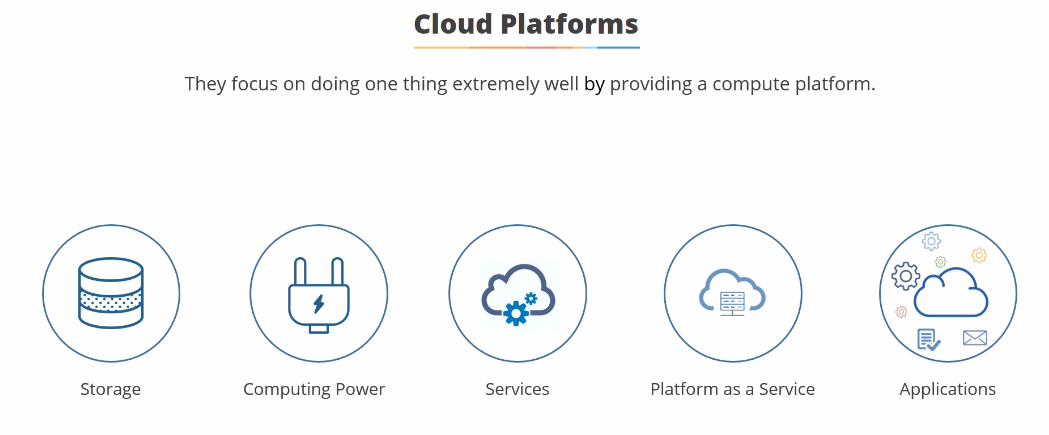 Cloud Platforms
They focus on doing one thing extremely well by providing a compute platform.
Storage
Computing Power
Services
Platform as a Service
Applications